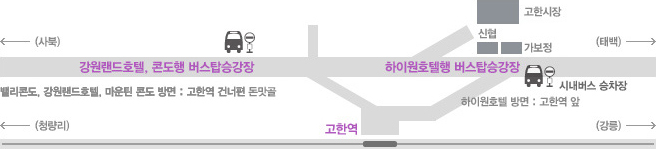 고한시장
(사북)
신협
(태백)
가보정
강원랜드호텔, 콘도행 버스탑승강장
하이원호텔행 버스탑승강장
시내버스 승차장
밸리콘도, 강원랜드호텔, 마운틴 콘도 방면 : 고한역 건너편 돈맛골
하이원호텔 방면 : 고한역 앞
(청량리)
고한역
(강릉)